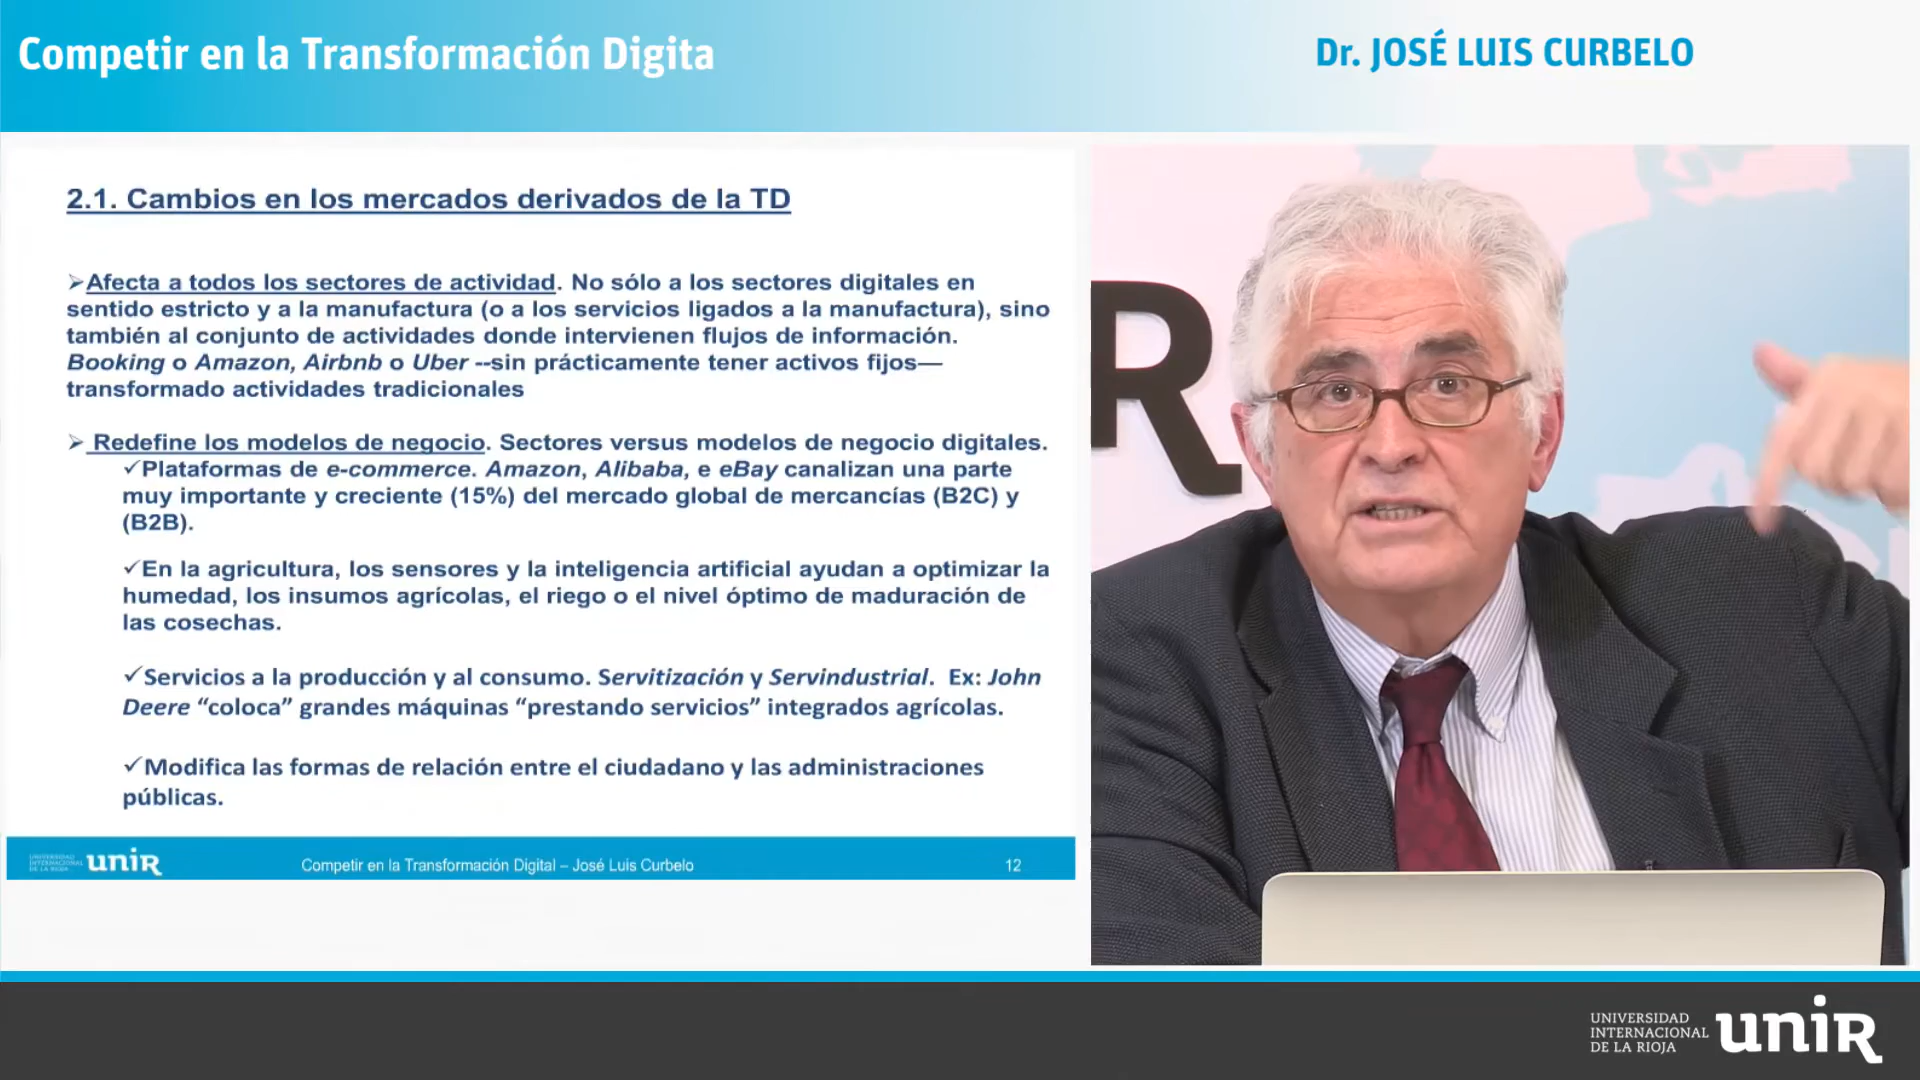 Competir en la Transformación Digita
Dr. JOSÉ LUIS CURBELO
2.1. Cambios en los mercados derivados de la TD
➢Afecta a todos los sectores de actividad. No sólo a los sectores digitales en
sentido estricto y a la manufactura (o a los servicios ligados a la manufactura), sino
también al conjunto de actividades donde intervienen flujos de información.
Booking o Amazon, Airbnb o Uber --sin prácticamente tener activos fijos—
transformado actividades tradicionales
➢ Redefine los modelos de negocio. Sectores versus modelos de negocio digitales.
✓Plataformas de e-commerce. Amazon, Alibaba, e eBay canalizan una parte
muy importante y creciente (15%) del mercado global de mercancías (B2C) y
(B2B).
✓En la agricultura, los sensores y la inteligencia artificial ayudan a optimizar la
humedad, los insumos agrícolas, el riego o el nivel óptimo de maduración de
las cosechas.
✓Servicios a la producción y al consumo. Servitización y Servindustrial. Ex: John
Deere “coloca” grandes máquinas “prestando servicios” integrados agrícolas.
✓Modifica las formas de relación entre el ciudadano y las administraciones
públicas.
UNIVERSIDAD
INTERNACIONAL
DE LA RIOJA
unir
Competir en la Transformación Digital – José Luis Curbelo
12
R
UNIVERSIDAD
INTERNACIONAL
DE LA RIOJA
unir